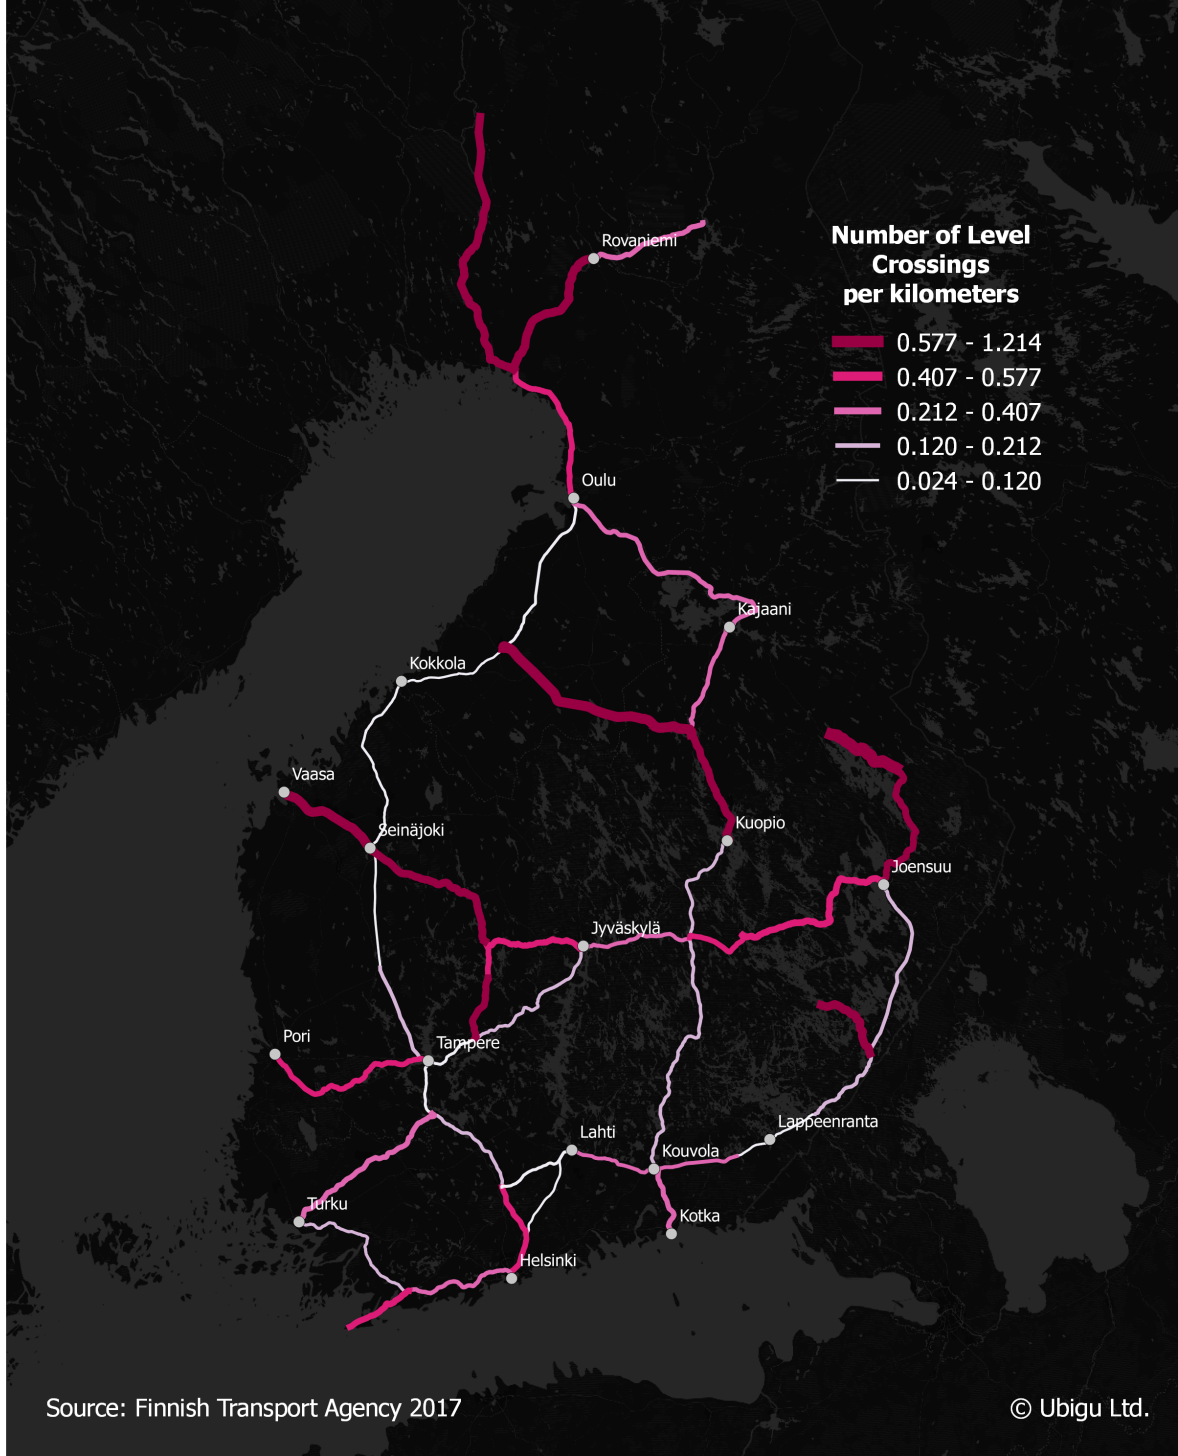 Rovaniemi
Number of Level
Crossings
per kilometers
0.577 - 1.214
0.407 - 0.577
0.212 - 0.407
0.120 - 0.212
0.024 - 0.120
Oulu
Kajaani
Kokkola
Vaasa
Seinäjoki
Kuopio
Joensuu
Jyväskylä
Pori
Tampere
Lappeenranta
Lahti
Kouvola
Turku
Kotka
Helsinki
Source: Finnish Transport Agency 2017
© Ubigu Ltd.